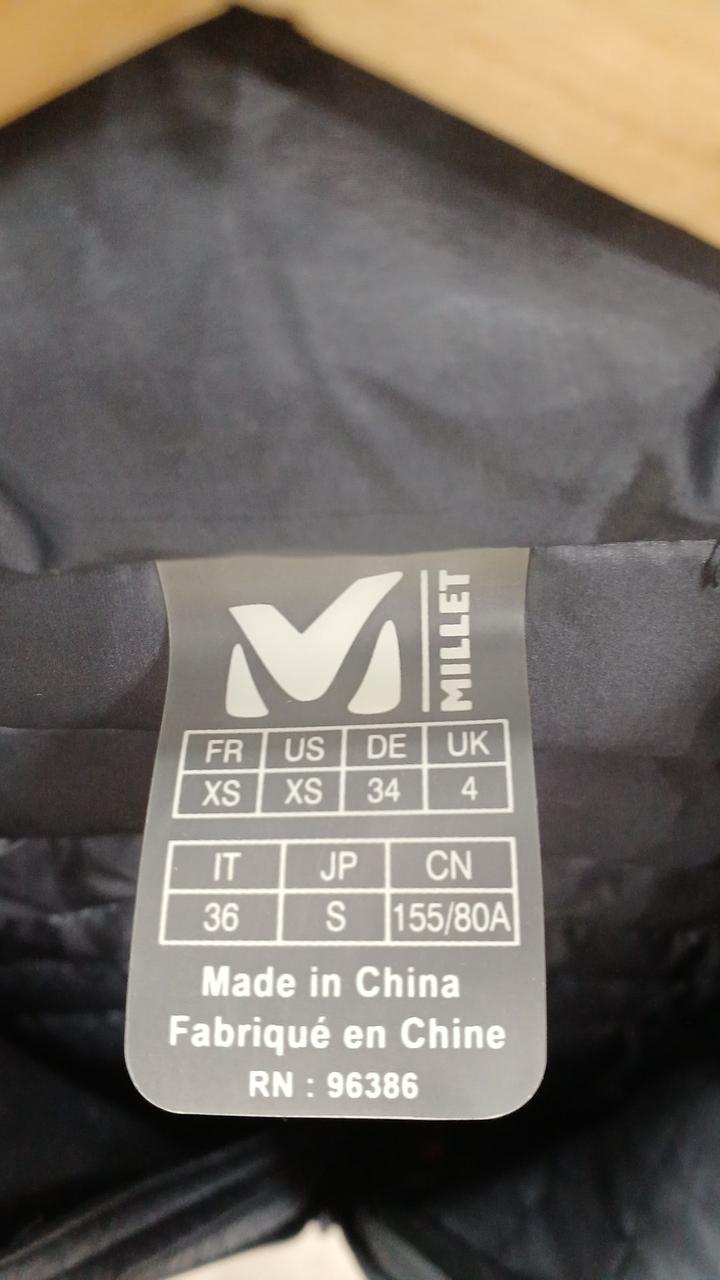 MILLET
FR US DE UK
XS XS 34 4
IT JP CN
36 S 155/80A
Made in China
Fabriqué en Chine
RN : 96386